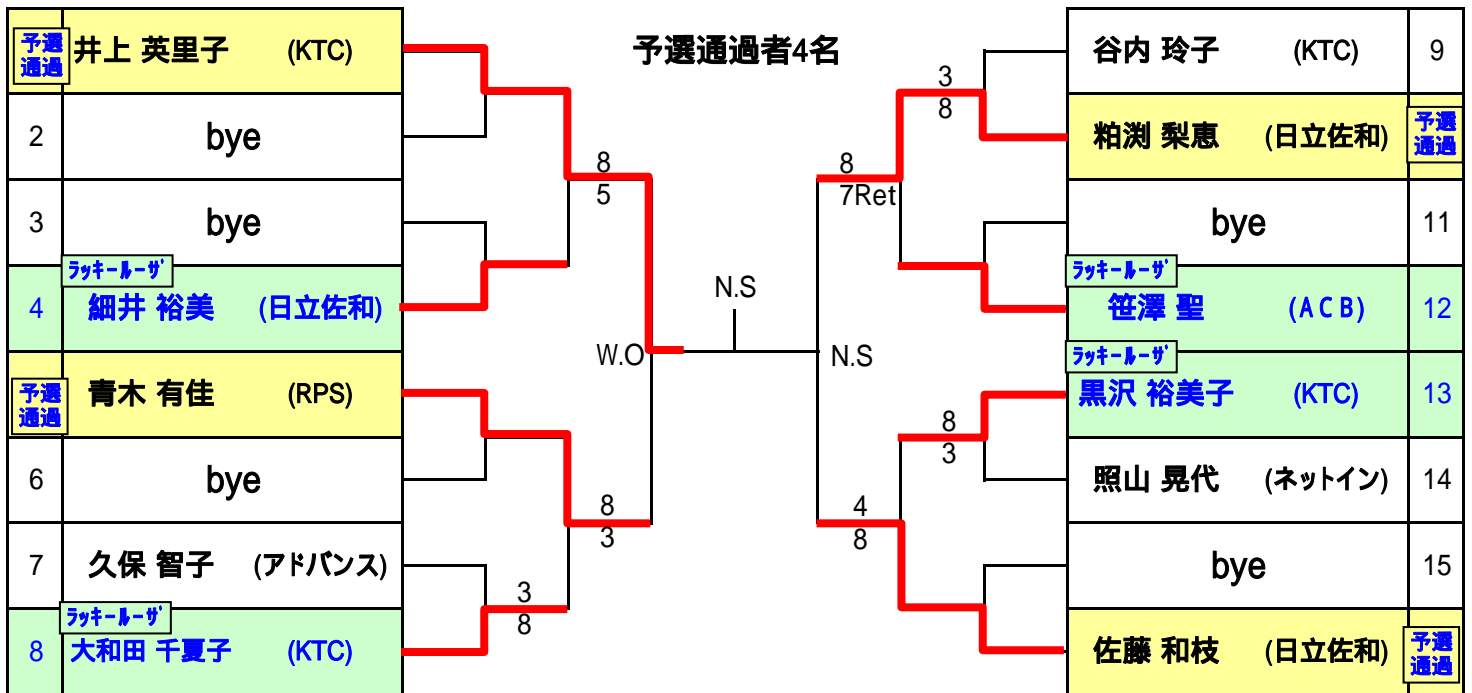 予選通過者4名
予選
通過
井上 英里子 (KTC)
2 bye
3 bye
ラッキールーザ
4 細井 裕美 (日立佐和)
予選
通過
青木 有佳 (RPS)
6 bye
7 久保 智子 (アドバンス)
ラッキールーザ
8 大和田 千夏子 (KTC)
8
5
8
3
3
8
W.O
N.S
N.S
3
8
8
7Ret
8
3
4
8
谷内 玲子 (KTC) 9
粕渕 梨恵 (日立佐和)
予選
通過
bye 11
ラッキールーザ
笹澤 聖 (ACB) 12
ラッキールーザ
黒沢 裕美子 (KTC) 13
照山 晃代 (ネットイン) 14
bye 15
佐藤 和枝 (日立佐和)
予選
通過